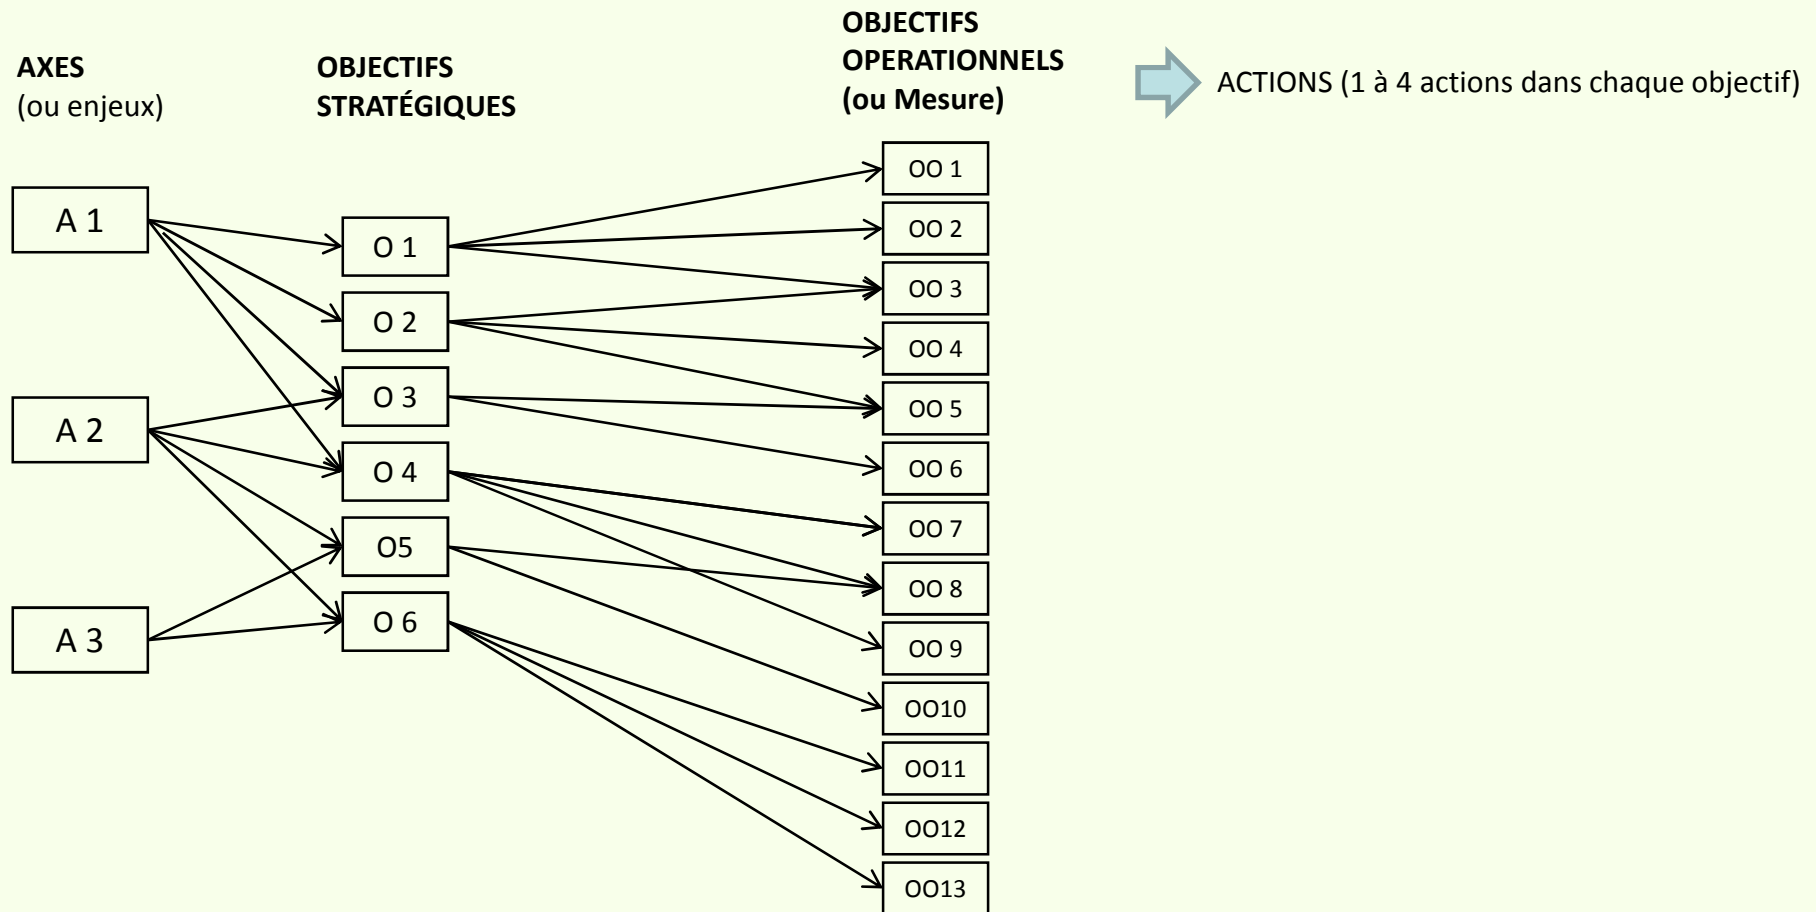 AXES
(ou enjeux)
OBJECTIFS
STRATÉGIQUES
OBJECTIFS
OPERATIONNELS
(ou Mesure)
ACTIONS (1 à 4 actions dans chaque objectif)
A 1
A 2
A 3
O 1
O 2
O 3
O 4
O5
O 6
OO 1
OO 2
OO 3
OO 4
OO 5
OO 6
OO 7
OO 8
OO 9
OO10
OO11
OO12
OO13